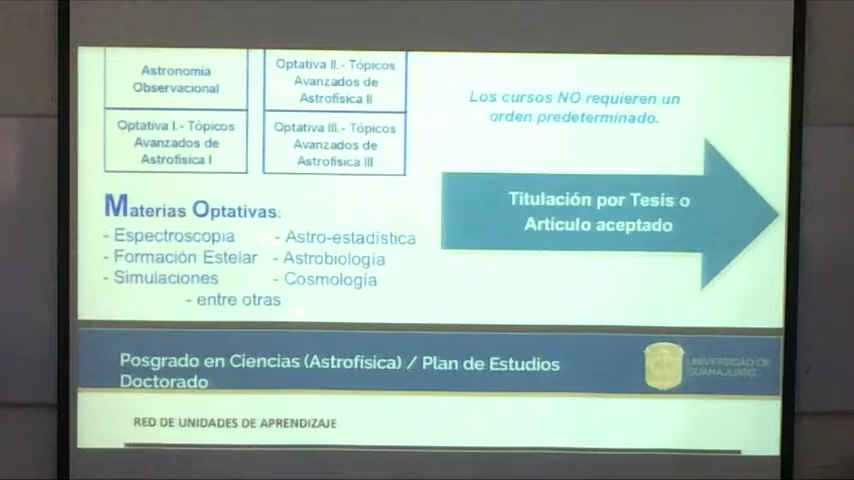 Astronomía
Observacional
Optativa II.- Tópicos
Avanzados de
Astrofísica II
Optativa I.- Tópicos
Avanzados de
Astrofísica I
Optativa III.- Tópicos
Avanzados de
Astrofísica III
Los cursos NO requieren un
orden predeterminado.
Titulación por Tesis o
Artículo aceptado
Materias Optativas:
- Espectroscopia
- Astro-estadística
- Formación Estelar
- Astrobiología
- Simulaciones
- Cosmología
- entre otras
Posgrado en Ciencias (Astrofísica) / Plan de Estudios
Doctorado
UNIVERSIDAD DE
GUANAJUATO
RED DE UNIDADES DE APRENDIZAJE